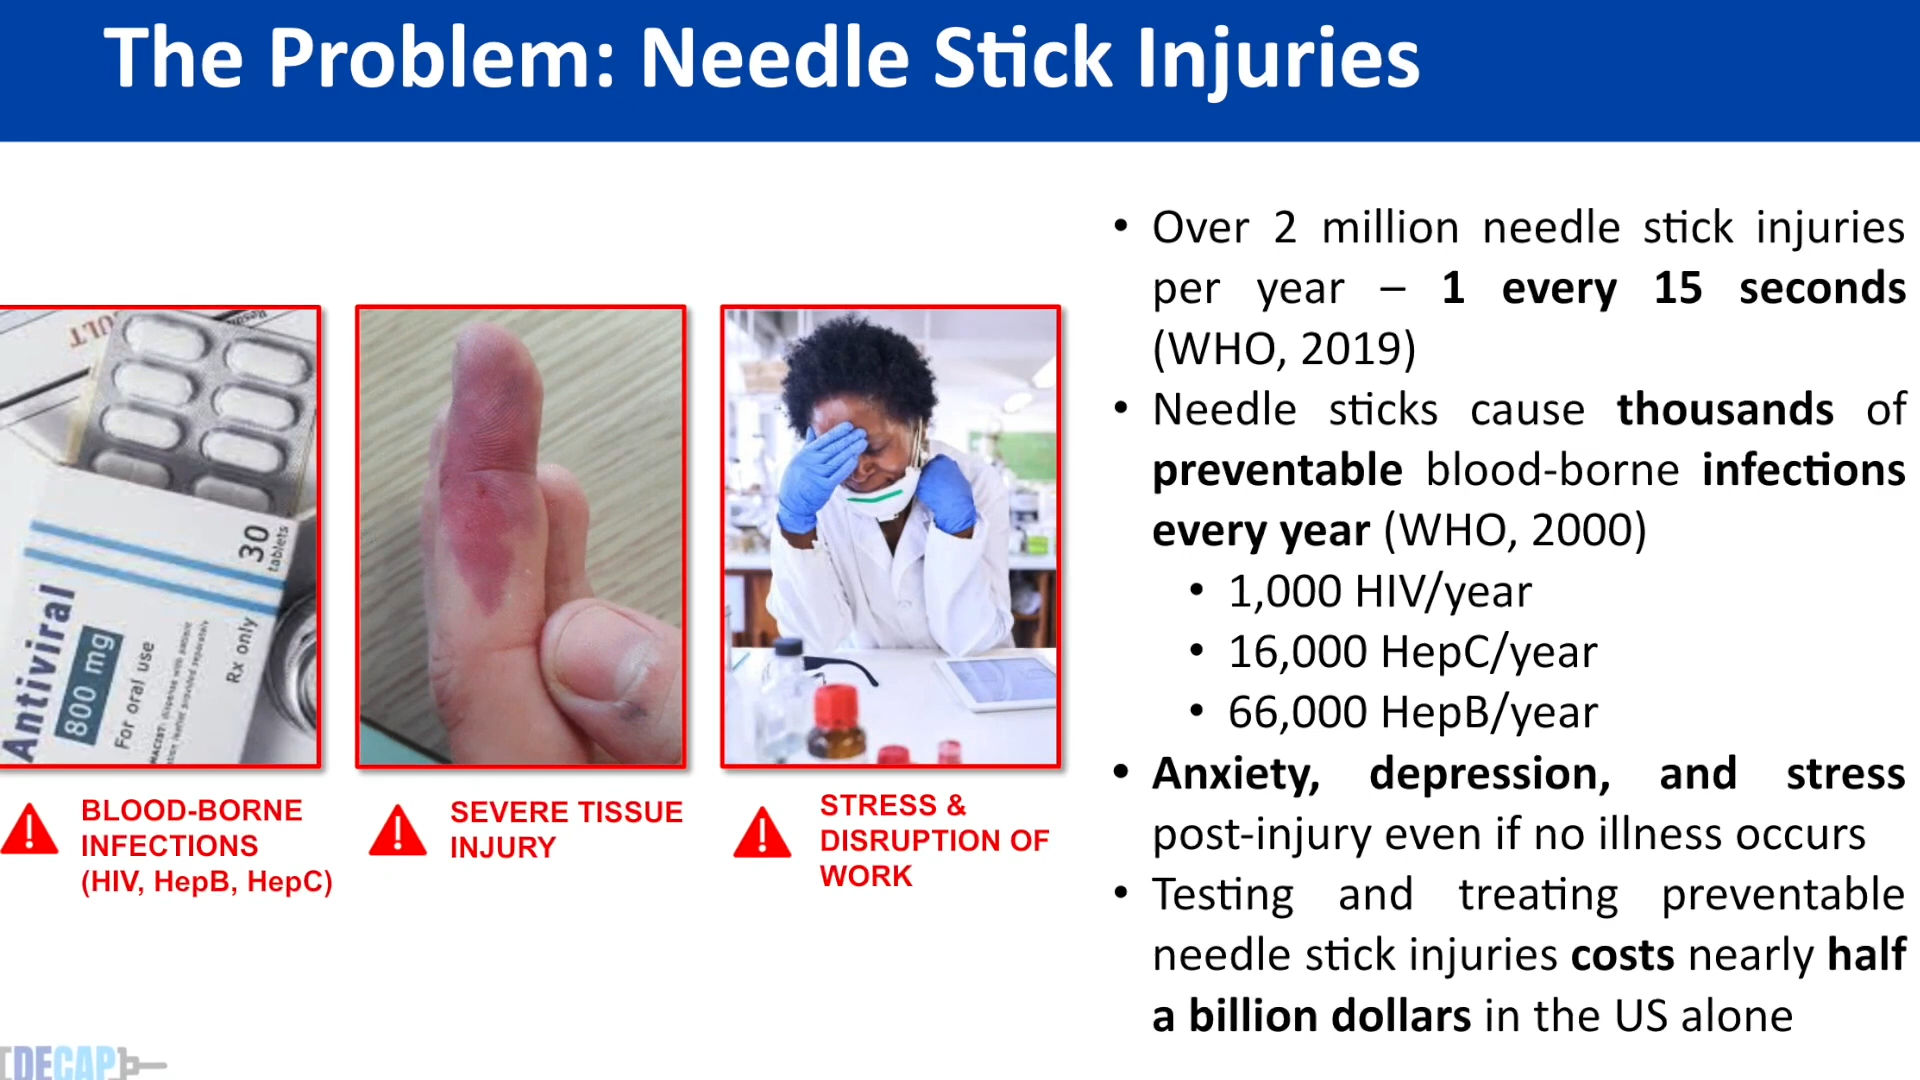 The Problem: Needle Stick Injuries
• Over 2 million needle stick injuries
per year – 1 every 15 seconds
(WHO, 2019)
• Needle sticks cause thousands of
preventable blood-borne infections
every year (WHO, 2000)
• 1,000 HIV/year
• 16,000 HepC/year
• 66,000 HepB/year
• Anxiety, depression, and stress
post-injury even if no illness occurs
• Testing and treating preventable
needle stick injuries costs nearly half
a billion dollars in the US alone
30
tablets
Antiviral
800 mg
For oral use
Rx only
BLOOD-BORNE
INFECTIONS
(HIV, HepB, HepC)
SEVERE TISSUE
INJURY
STRESS &
DISRUPTION OF
WORK
DECAP